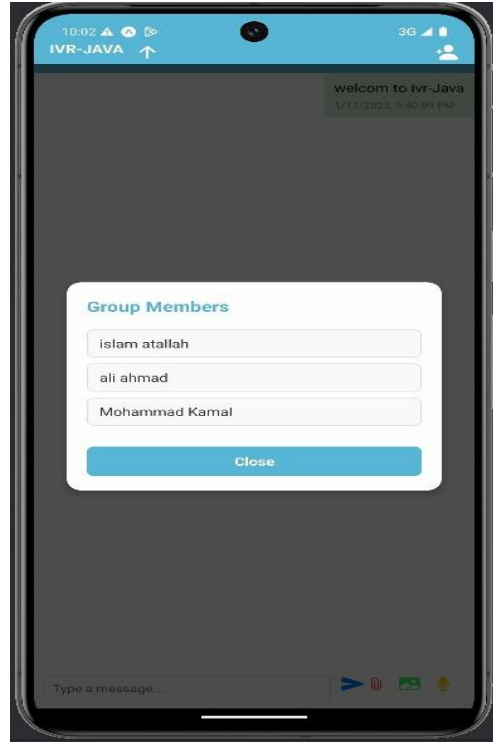 10:02 3G
IVR-JAVA
welcom to ivr-Java
1/17/2025, 9:40:09 PM
Group Members
islam atallah
ali ahmad
Mohammad Kamal
Close
Type a message...